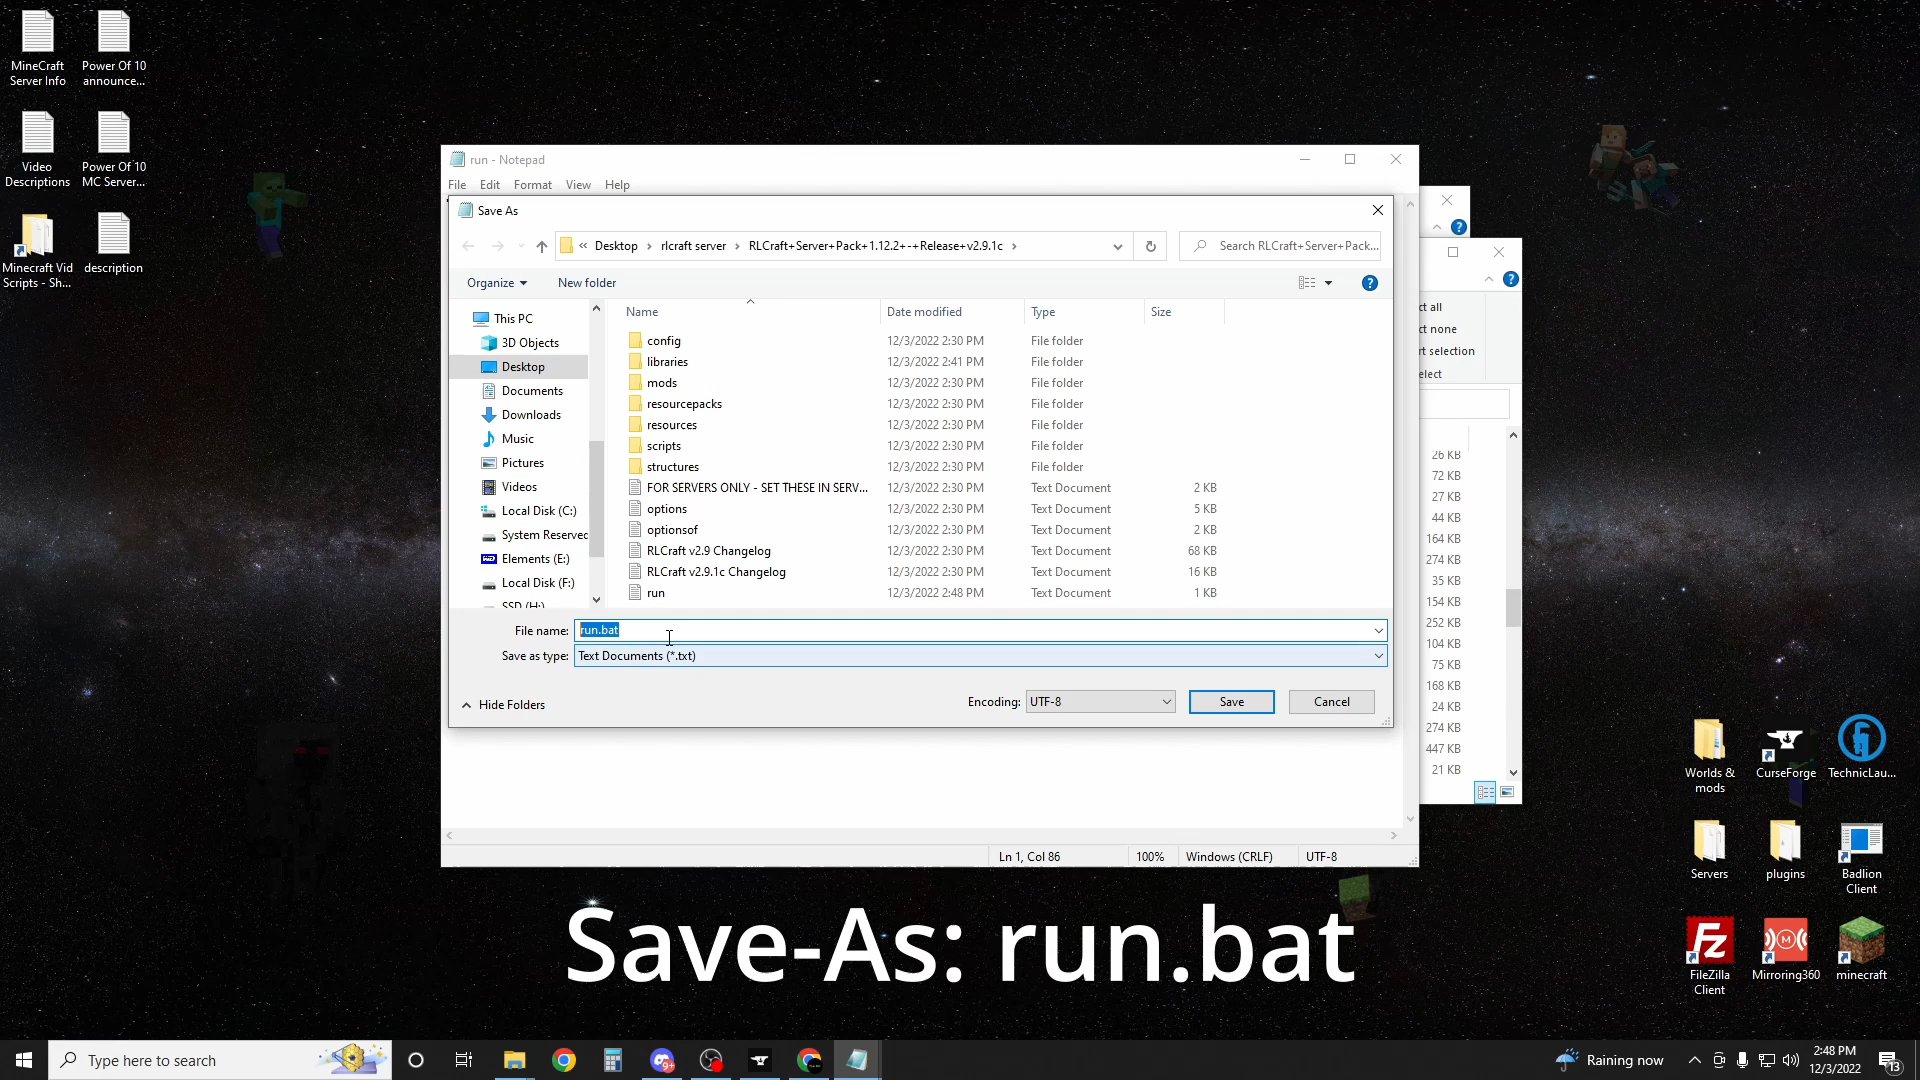 MineCraft
Server Info
Power Of 10
announce...
Video
Descriptions
Power Of 10
MC Server...
Minecraft Vid
Scripts - Sh...
description
run - Notepad
File Edit Format View Help
Save As
« Desktop › rlcraft server › RLCraft+Server+Pack+1.12.2+-+Release+v2.9.1c ›
Search RLCraft+Server+Pack...
Organize New folder
This PC
3D Objects
Desktop
Documents
Downloads
Music
Pictures
Videos
Local Disk (C:)
System Reserved
Elements (E:)
Local Disk (F:)
SSD (H:)
Name Date modified Type Size
config 12/3/2022 2:30 PM File folder
libraries 12/3/2022 2:41 PM File folder
mods 12/3/2022 2:30 PM File folder
resourcepacks 12/3/2022 2:30 PM File folder
resources 12/3/2022 2:30 PM File folder
scripts 12/3/2022 2:30 PM File folder
structures 12/3/2022 2:30 PM File folder
FOR SERVERS ONLY - SET THESE IN SERV... 12/3/2022 2:30 PM Text Document 2 KB
options 12/3/2022 2:30 PM Text Document 5 KB
optionsof 12/3/2022 2:30 PM Text Document 2 KB
RLCraft v2.9 Changelog 12/3/2022 2:30 PM Text Document 68 KB
RLCraft v2.9.1c Changelog 12/3/2022 2:30 PM Text Document 16 KB
run 12/3/2022 2:48 PM Text Document 1 KB
File name: run.bat
Save as type: Text Documents (*.txt)
Hide Folders
Encoding: UTF-8 Save Cancel
ct all
ct none
rt selection
elect
26 KB
72 KB
27 KB
44 KB
164 KB
274 KB
35 KB
154 KB
252 KB
104 KB
75 KB
168 KB
24 KB
274 KB
447 KB
21 KB
Ln 1, Col 86 100% Windows (CRLF) UTF-8
Save-As: run.bat
Worlds &
mods
CurseForge
TechnicLau...
Servers
plugins
Badlion
Client
FileZilla
Client
Mirroring360
minecraft
Type here to search
9+
Raining now
2:48 PM
12/3/2022
13